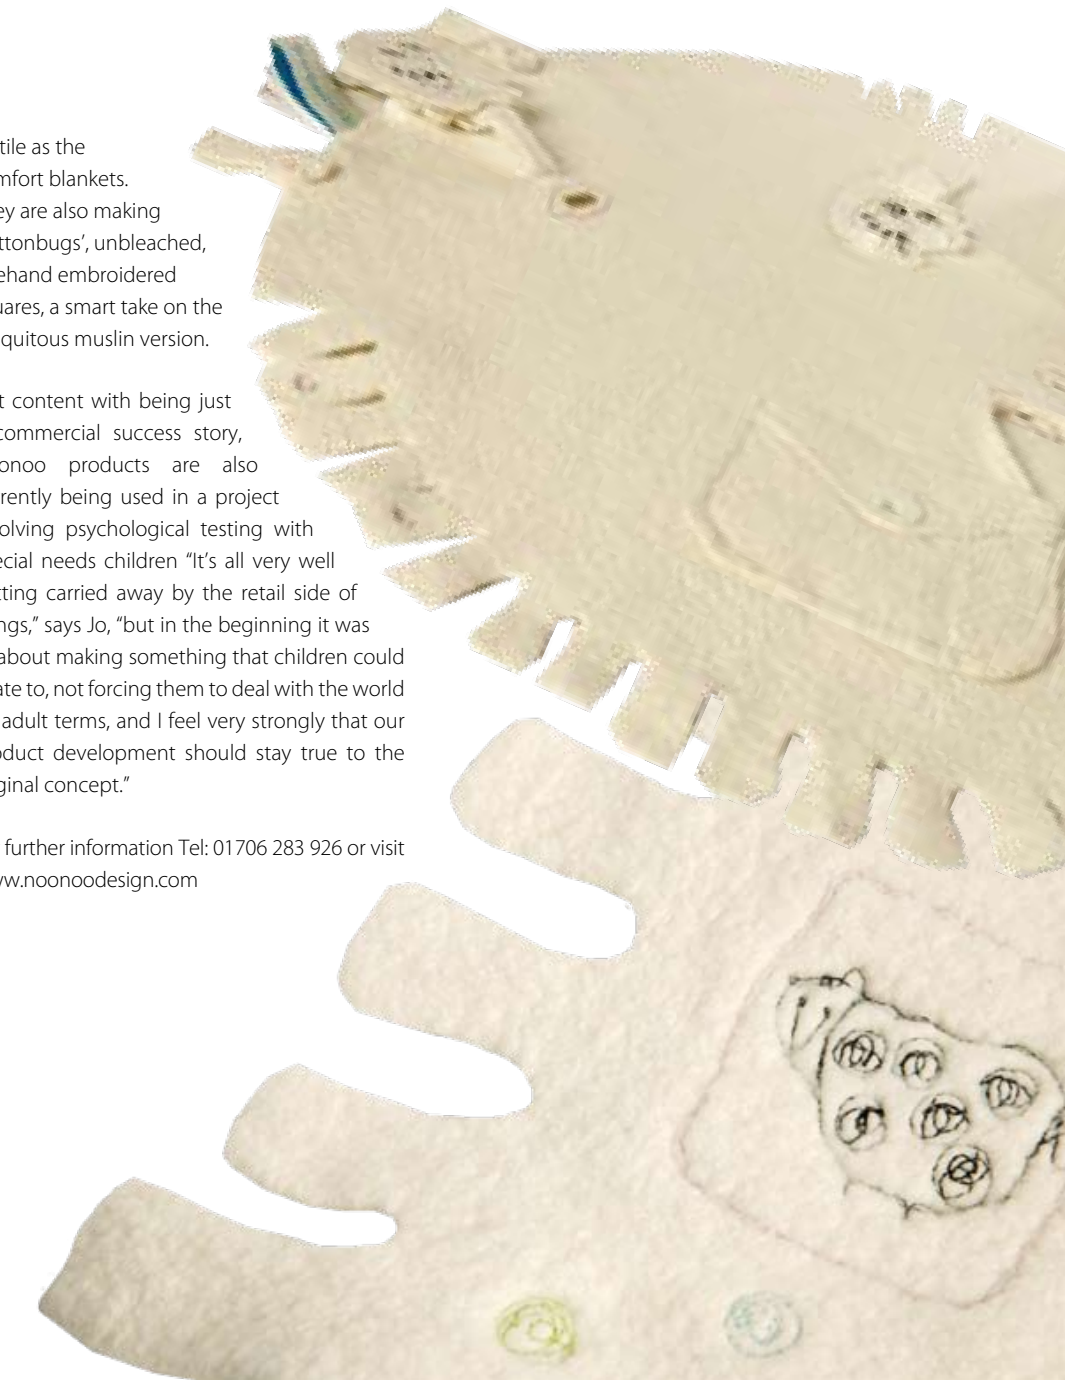 tile as the
mfort blankets.
ey are also making
ttonbugs’, unbleached,
ehand embroidered
uares, a smart take on the
quitous muslin version.
t content with being just
commercial success story,
onoo products are also
rrently being used in a project
olving psychological testing with
ecial needs children “It’s all very well
tting carried away by the retail side of
ngs,” says Jo, “but in the beginning it was
about making something that children could
ate to, not forcing them to deal with the world
adult terms, and I feel very strongly that our
oduct development should stay true to the
ginal concept.”
further information Tel: 01706 283 926 or visit
ww.noonoodesign.com